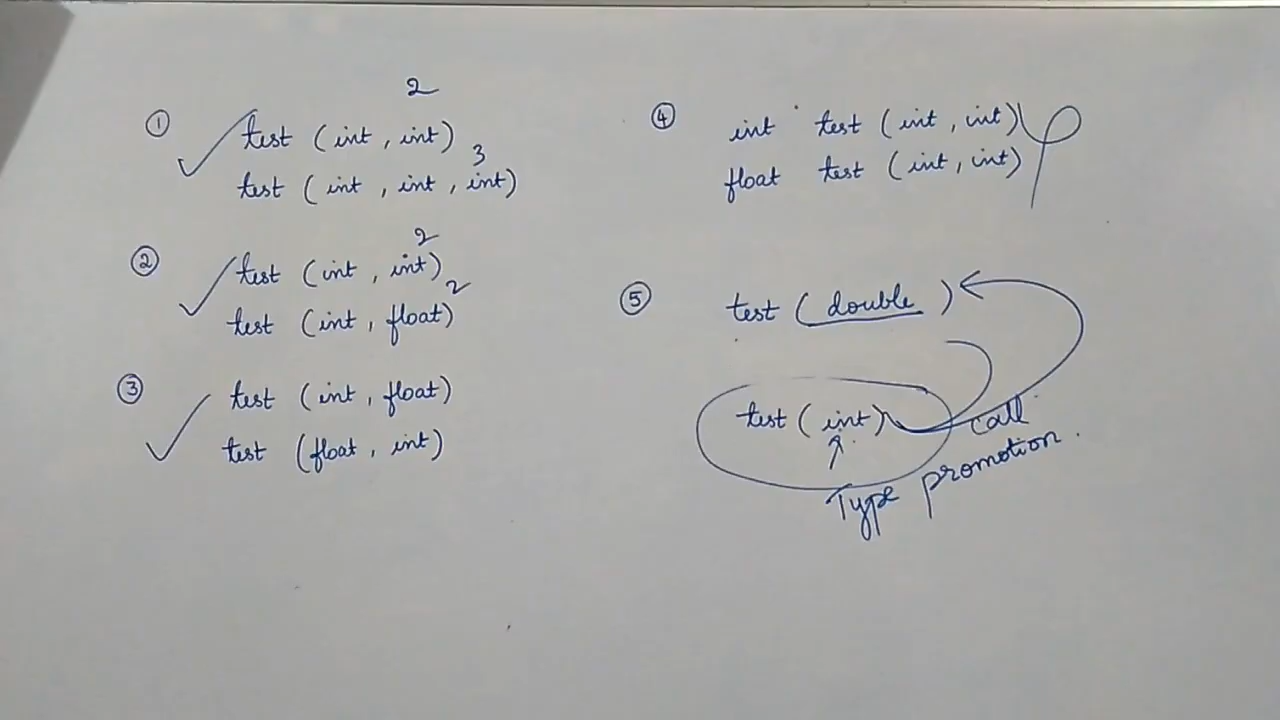 2
① test (int , int)
3
test (int , int , int)
2
② test (int , int)
2
test (int , float)
③ test (int , float)
test (float , int)
④ int test (int , int)
float test (int , int)
⑤ test (double )
test (int) call
Type promotion .